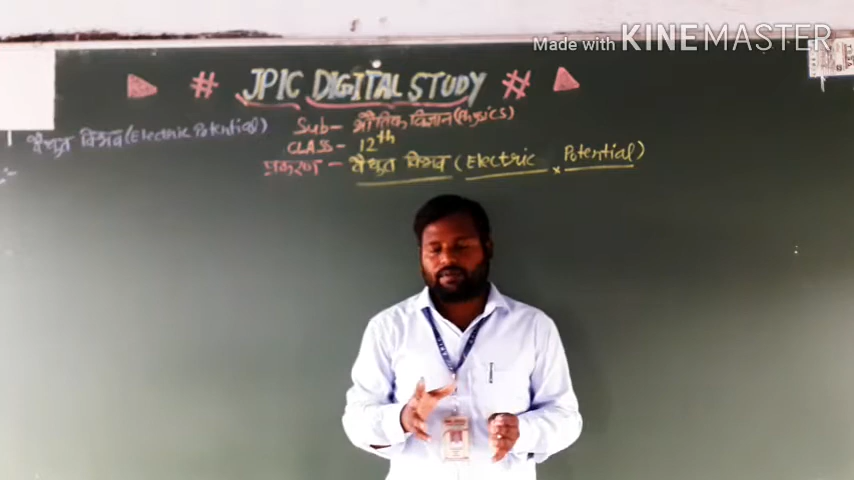 Made with KINEMASTER
# JPIC DIGITAL STUDY #
Sub- भौतिक विज्ञान (Physics)
CLASS- 12th
प्रकरण - वैधुत विभव (Electric Potential)
वैधुत विभव (Electric Potential)